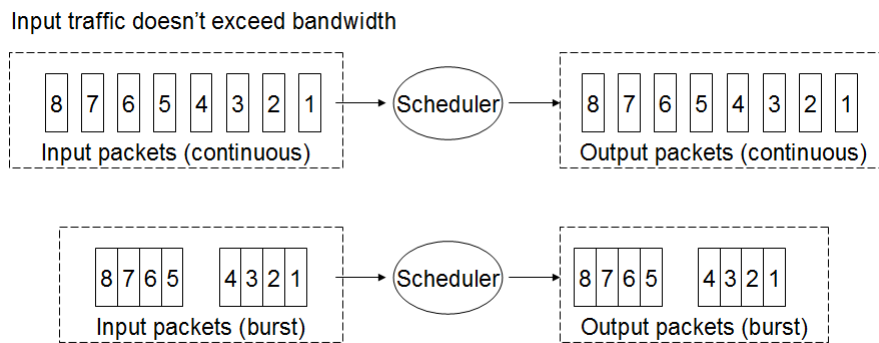 Input traffic doesn't exceed bandwidth
8 7 6 5 4 3 2 1
Scheduler
8 7 6 5 4 3 2 1
Input packets (continuous)
Output packets (continuous)
8 7 6 5 4 3 2 1
Scheduler
8 7 6 5 4 3 2 1
Input packets (burst)
Output packets (burst)